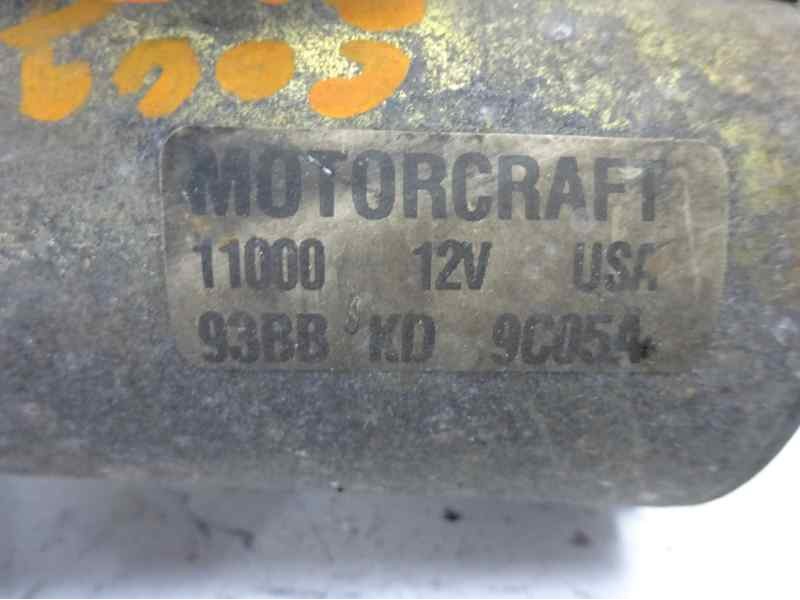 MOTORCRAFT
11000 12V USA
93BB KD 9C054